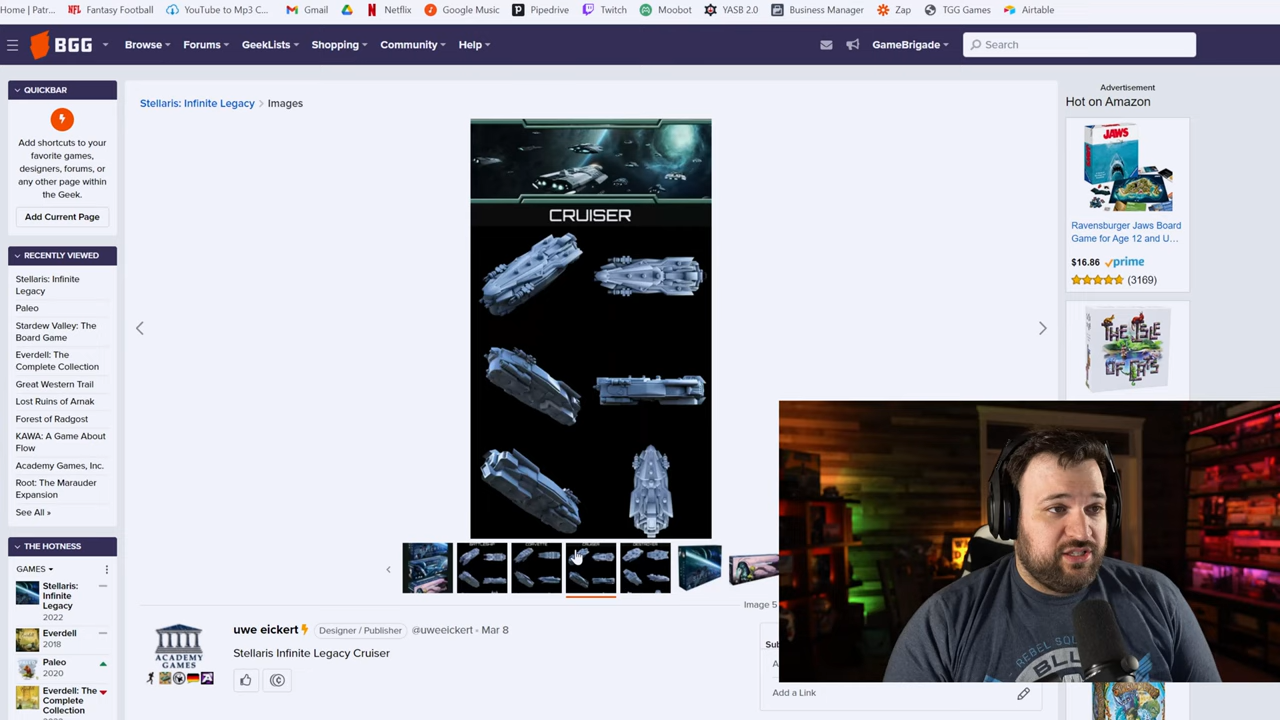 Home | Patr...
Fantasy Football
YouTube to Mp3 C...
Gmail
Netflix
Google Music
Pipedrive
Twitch
Moobot
YASB 2.0
Business Manager
Zap
TGG Games
Airtable
BGG
Browse
Forums
GeekLists
Shopping
Community
Help
GameBrigade
Search
QUICKBAR
Add shortcuts to your
favorite games,
designers, forums, or
any other page within
the Geek.
Add Current Page
RECENTLY VIEWED
Stellaris: Infinite
Legacy
Paleo
Stardew Valley: The
Board Game
Everdell: The
Complete Collection
Great Western Trail
Lost Ruins of Arnak
Forest of Radgost
KAWA: A Game About
Flow
Academy Games, Inc.
Root: The Marauder
Expansion
See All »
THE HOTNESS
GAMES
Stellaris:
Infinite
Legacy
2022
Everdell
2018
Paleo
2020
Everdell: The
Complete
Collection
Stellaris: Infinite Legacy > Images
CRUISER
Image 5
ACADEMY
GAMES
uwe eickert
Designer / Publisher
@uweeickert · Mar 8
Stellaris Infinite Legacy Cruiser
Add a Link
Advertisement
Hot on Amazon
JAWS
Ravensburger Jaws Board
Game for Age 12 and U...
$16.86 prime
(3169)
THE ISLE
OF CATS
REBEL